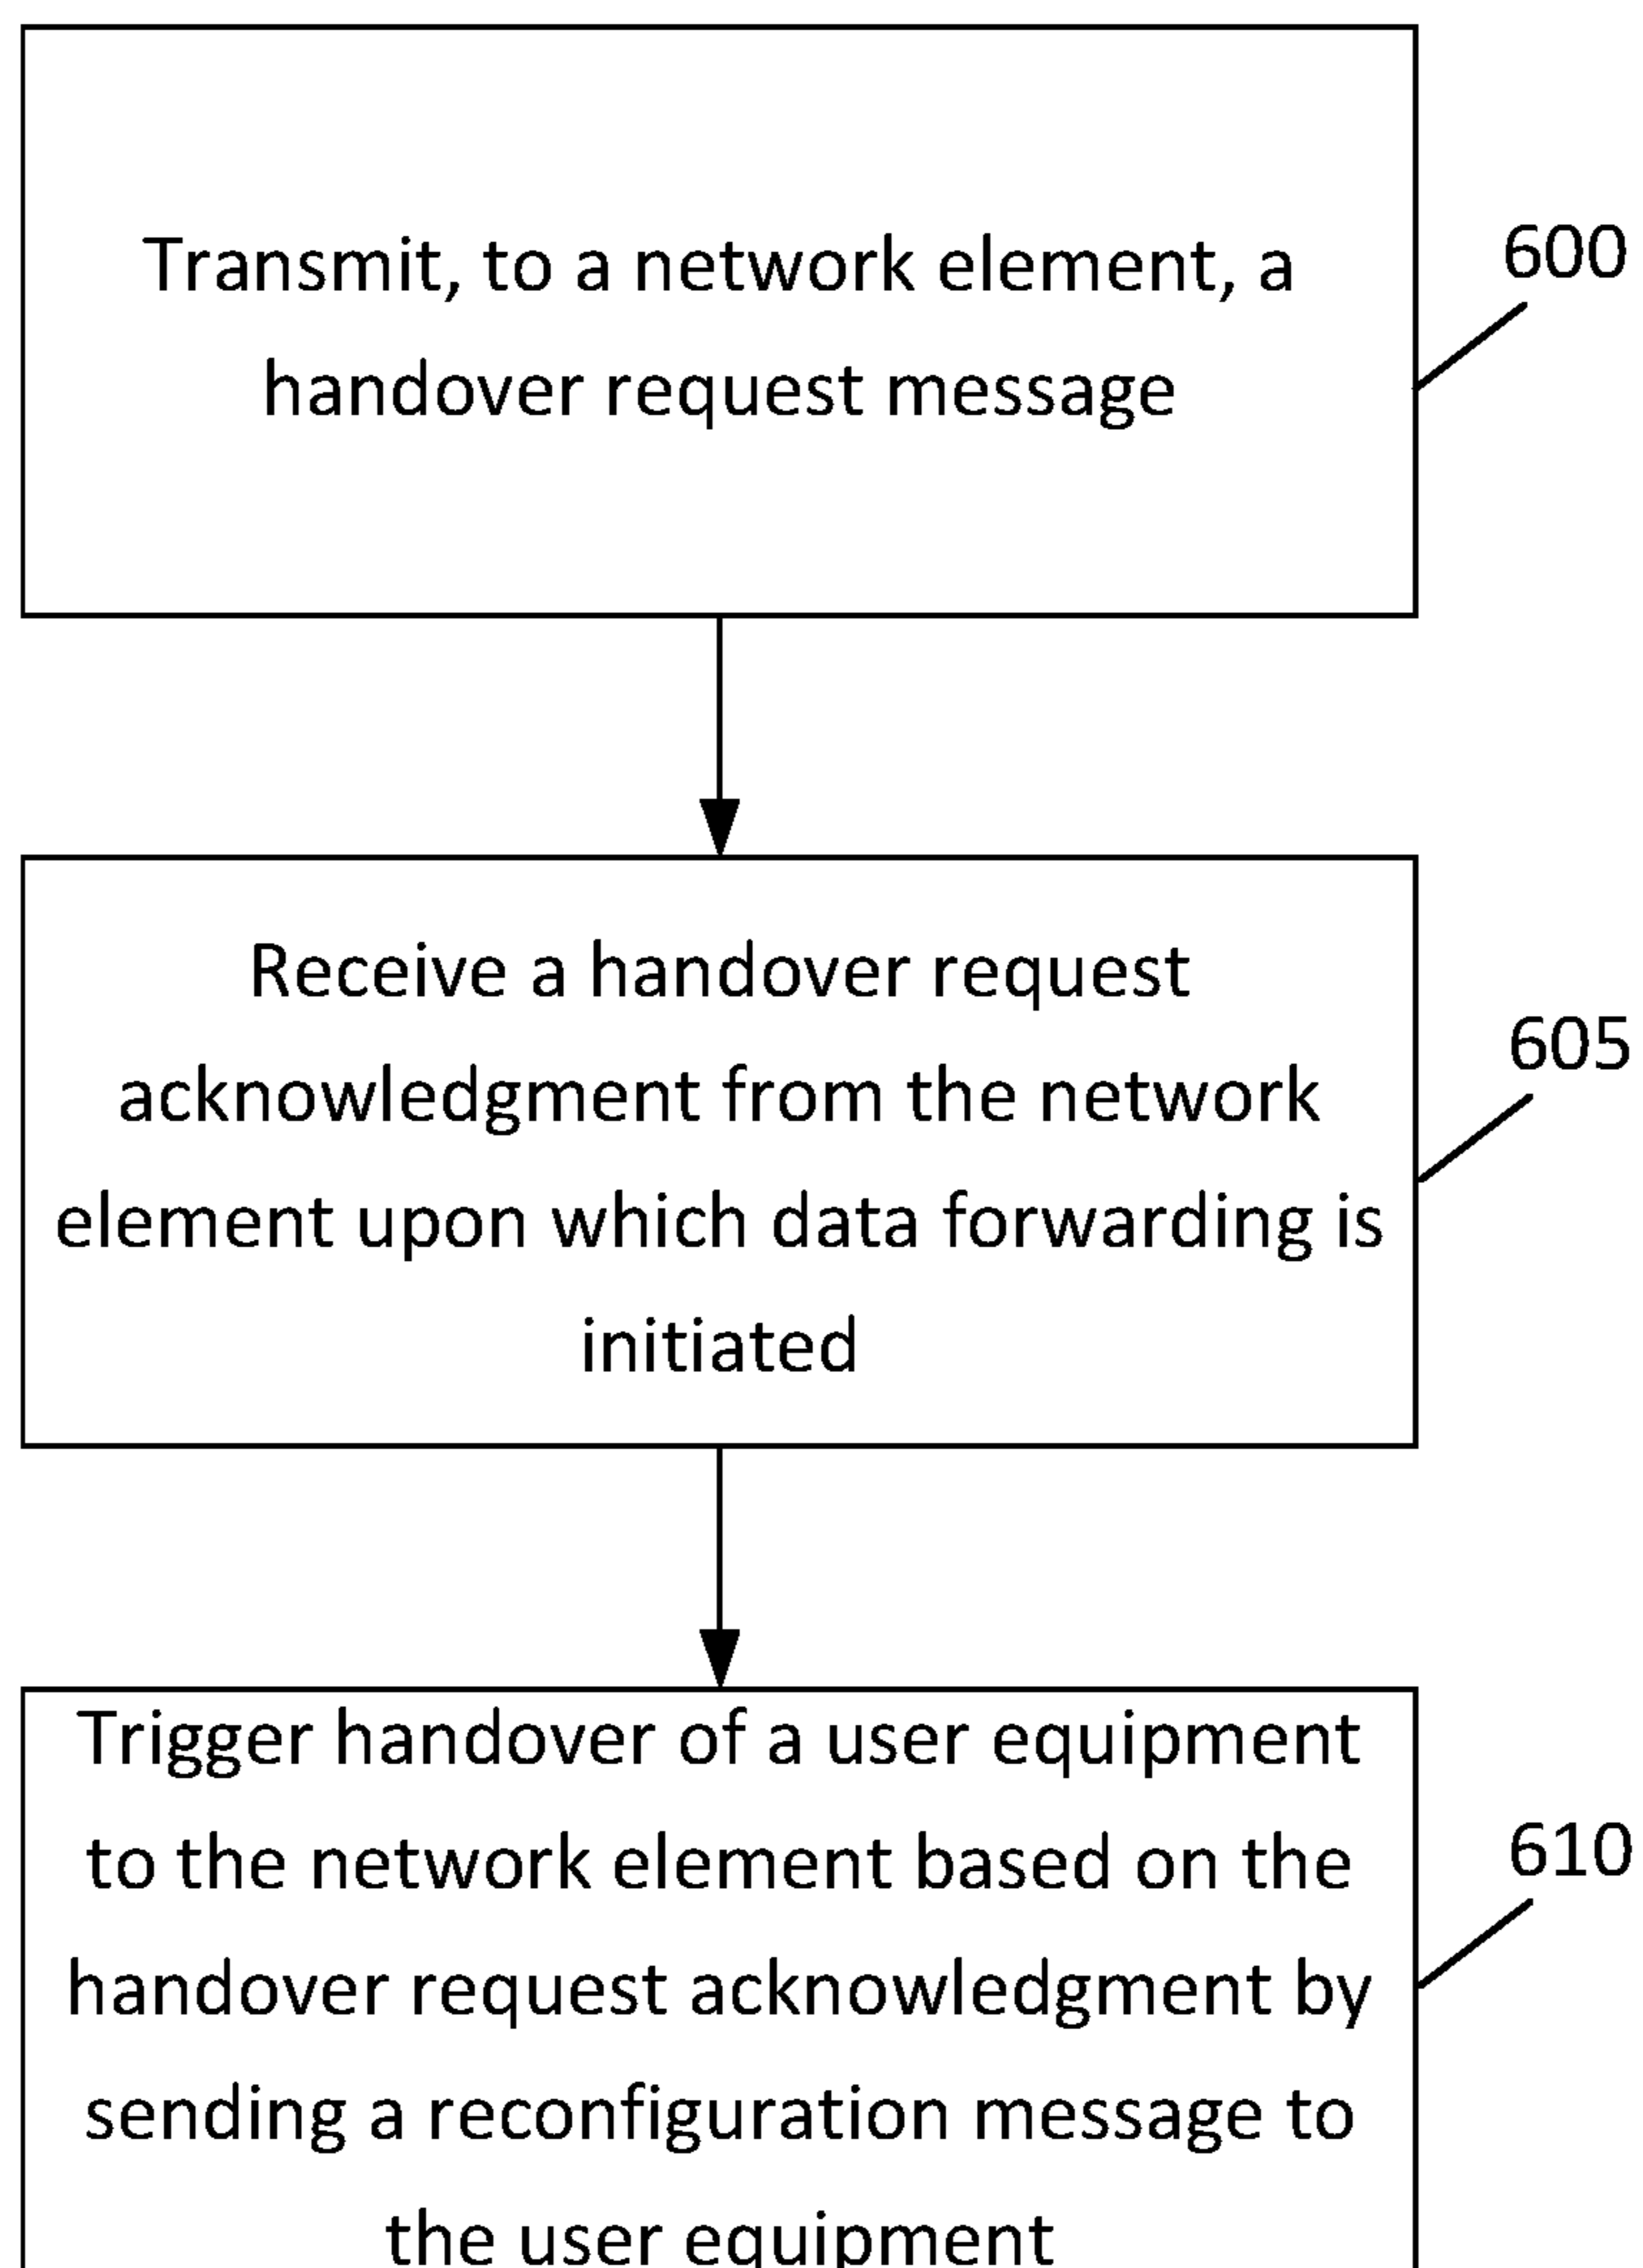 Transmit, to a network element, a
handover request message
600
Receive a handover request
acknowledgment from the network
element upon which data forwarding is
initiated
605
Trigger handover of a user equipment
to the network element based on the
handover request acknowledgment by
sending a reconfiguration message to
the user equipment
610